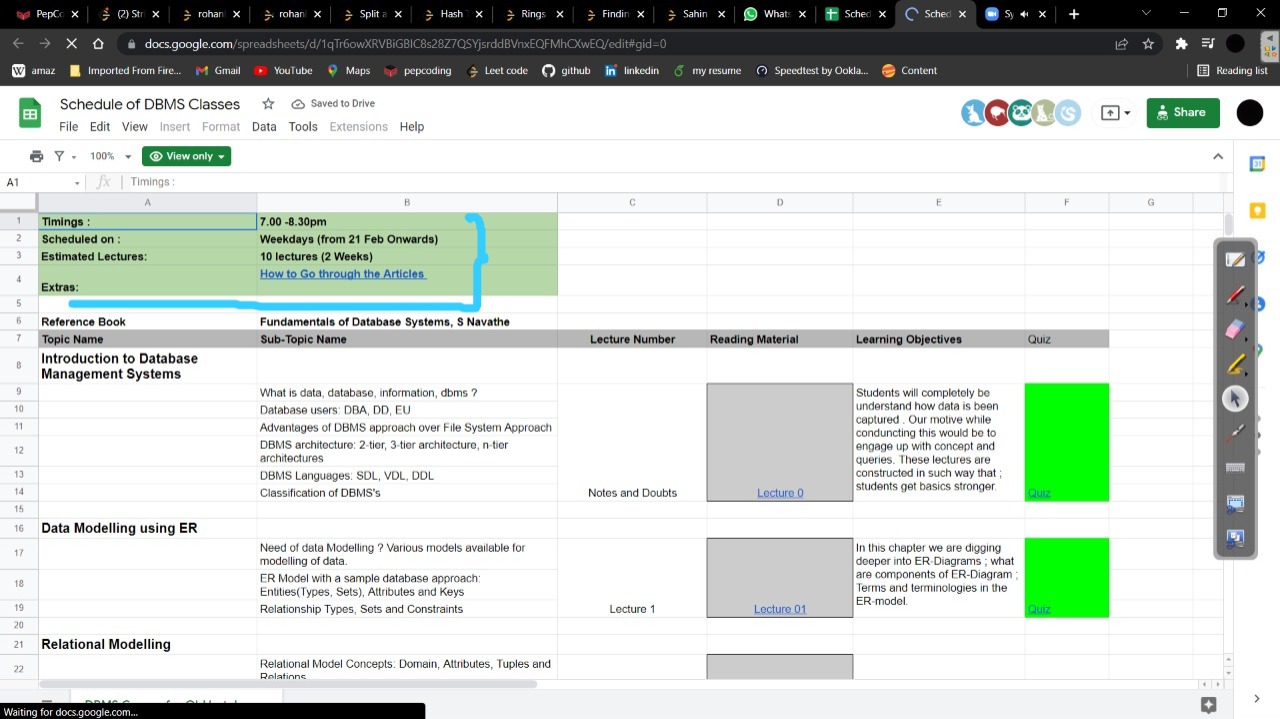 PepCo
(2) Stri
rohan
rohan
Split a
Hash T
Rings
Findin
Sahin
Whats
Sched
Sched
Sy
docs.google.com/spreadsheets/d/1qTr6owXRVBiGBIC8s28Z7QSYjsrddBVnxEQFMhCXwEQ/edit#gid=0
amaz
Imported From Fire...
Gmail
YouTube
Maps
pepcoding
Leet code
github
linkedin
my resume
Speedtest by Ookla...
Content
Reading list
Schedule of DBMS Classes
Saved to Drive
File Edit View Insert Format Data Tools Extensions Help
Share
100%
View only
A1
fx
Timings :
A B C D E F G
1 Timings : 7.00 -8.30pm
2 Scheduled on : Weekdays (from 21 Feb Onwards)
3 Estimated Lectures: 10 lectures (2 Weeks)
How to Go through the Articles
4 Extras:
5
6 Reference Book Fundamentals of Database Systems, S Navathe
7 Topic Name Sub-Topic Name Lecture Number Reading Material Learning Objectives Quiz
8 Introduction to Database
Management Systems
9 What is data, database, information, dbms ?
10 Database users: DBA, DD, EU
11 Advantages of DBMS approach over File System Approach
12 DBMS architecture: 2-tier, 3-tier architecture, n-tier
architectures
13 DBMS Languages: SDL, VDL, DDL
14 Classification of DBMS's
Notes and Doubts
Lecture 0
Students will completely be
understand how data is been
captured . Our motive while
conduncting this would be to
engage up with concept and
queries. These lectures are
constructed in such way that ;
students get basics stronger.
Quiz
15
16 Data Modelling using ER
17 Need of data Modelling ? Various models available for
modelling of data.
18 ER Model with a sample database approach:
Entities(Types, Sets), Attributes and Keys
19 Relationship Types, Sets and Constraints
Lecture 1
Lecture 01
In this chapter we are digging
deeper into ER-Diagrams ; what
are components of ER-Diagram ;
Terms and terminologies in the
ER-model.
Quiz
20
21 Relational Modelling
22 Relational Model Concepts: Domain, Attributes, Tuples and
Relations
Waiting for docs.google.com...